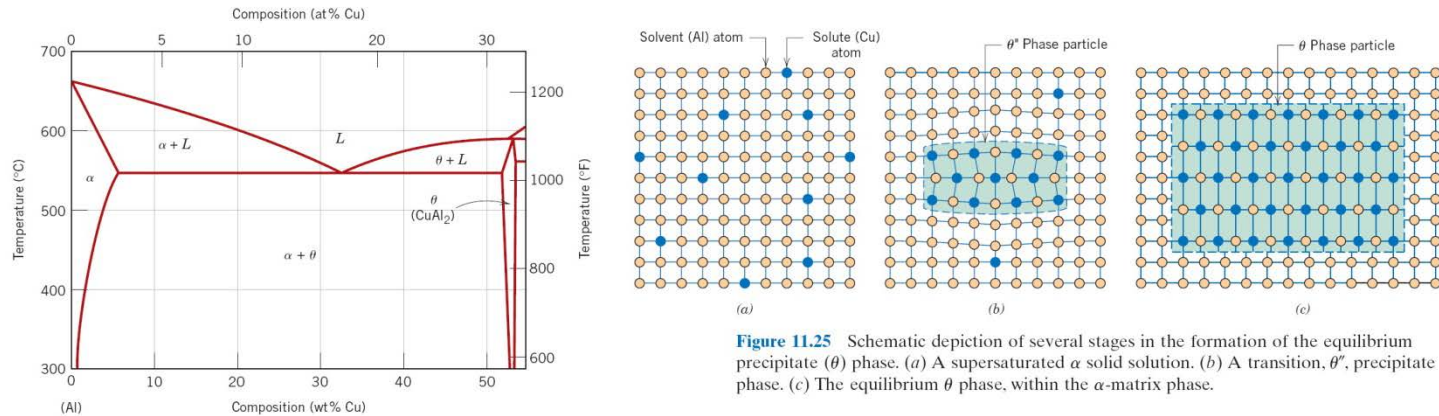 Composition (at% Cu)
0 5 10 20 30
700
600
500
400
300
Temperature (°C)
1200
1000
800
600
Temperature (°F)
L
α + L
θ + L
α
θ
(CuAl2)
α + θ
0 10 20 30 40 50
(Al)
Composition (wt% Cu)
Solvent (Al) atom
Solute (Cu)
atom
θ" Phase particle
θ Phase particle
(a)
(b)
(c)
Figure 11.25 Schematic depiction of several stages in the formation of the equilibrium
precipitate (θ) phase. (a) A supersaturated α solid solution. (b) A transition, θ", precipitate
phase. (c) The equilibrium θ phase, within the α-matrix phase.